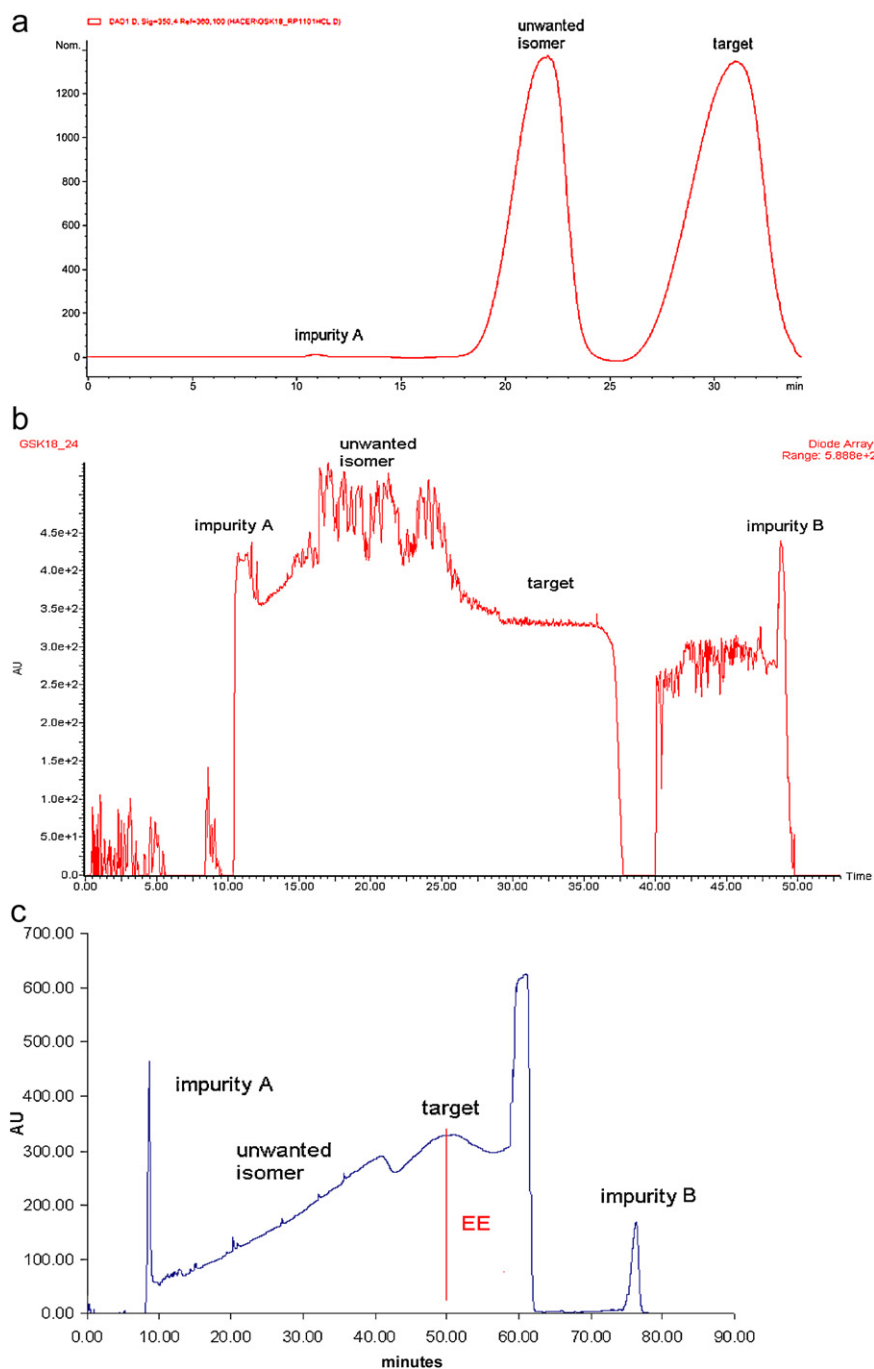 a
DAD1 D, Sig=350,4 Ref=360,100 (HACER\GSK18_RP1101HCL D)
Nom.
unwanted
isomer
target
1200
1000
800
600
400
200
0
impurity A
0
5
10
15
20
25
30
min
b
GSK18_24
unwanted
isomer
Diode Array
Range: 5.888e+2
impurity A
impurity B
target
4.5e+2
4.0e+2
3.5e+2
3.0e+2
2.5e+2
2.0e+2
1.5e+2
1.0e+2
5.0e+1
0.0
AU
0.00
5.00
10.00
15.00
20.00
25.00
30.00
35.00
40.00
45.00
50.00
Time
c
700.00
600.00
500.00
400.00
300.00
200.00
100.00
0.00
AU
impurity A
unwanted
isomer
target
EE
impurity B
0.00
10.00
20.00
30.00
40.00
50.00
60.00
70.00
80.00
90.00
minutes